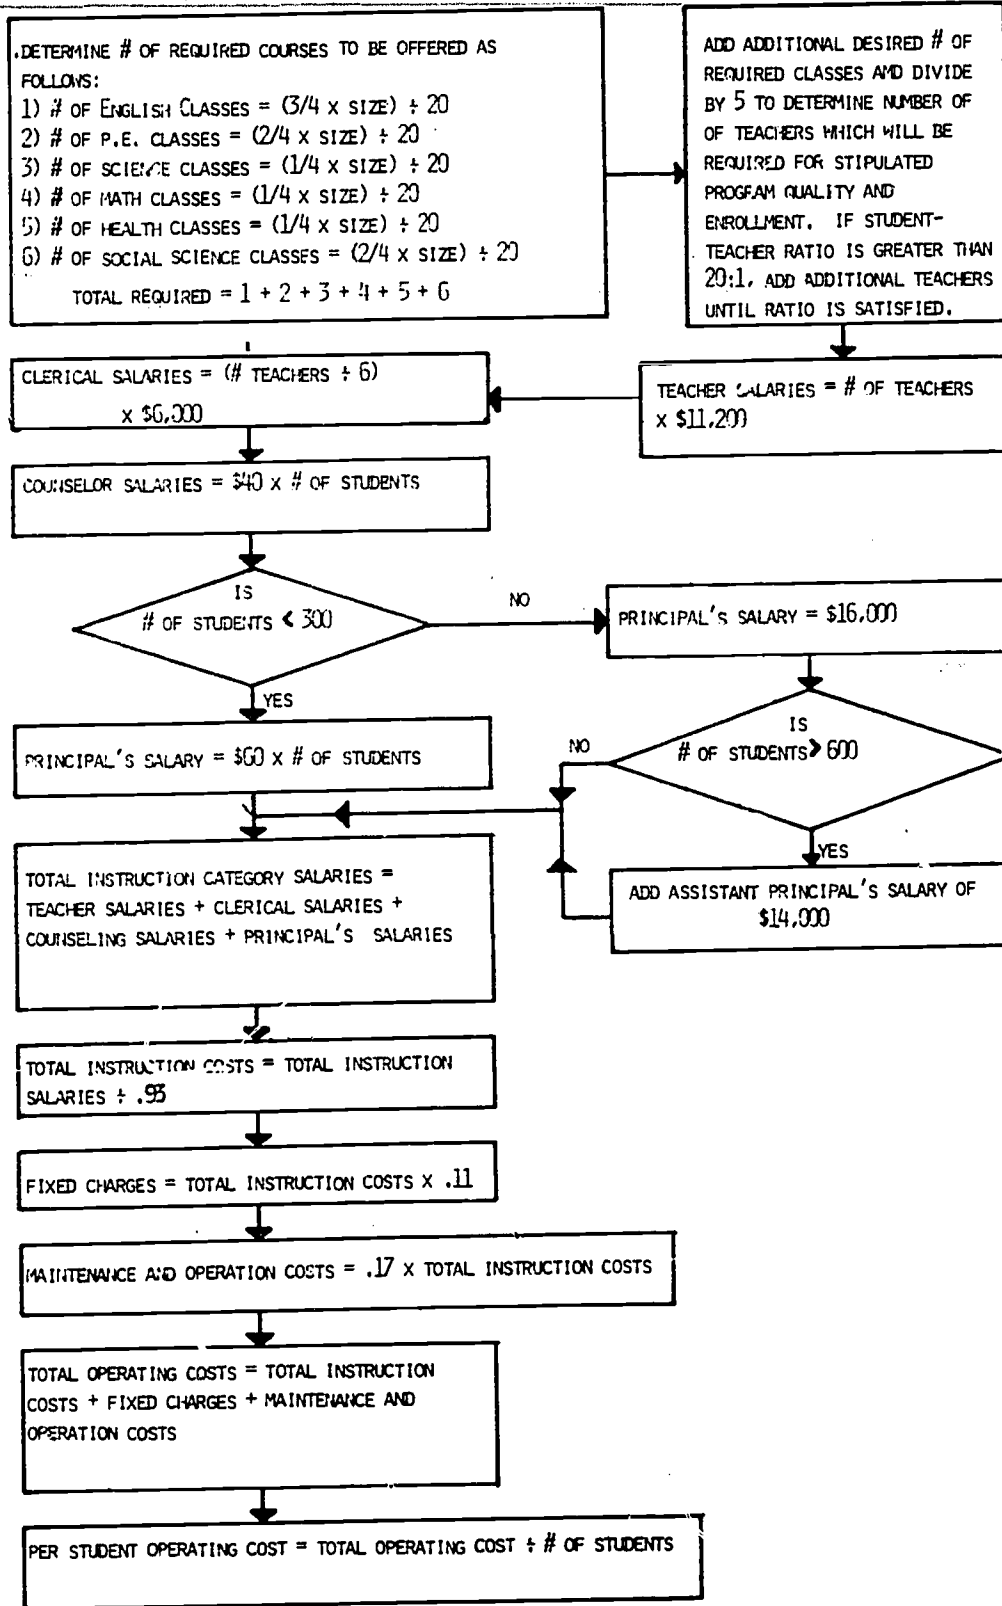 .DETERMINE # OF REQUIRED COURSES TO BE OFFERED AS
FOLLOWS:
1) # OF ENGLISH CLASSES = (3/4 X SIZE) ÷ 20
2) # OF P.E. CLASSES = (2/4 X SIZE) ÷ 20
3) # OF SCIENCE CLASSES = (1/4 X SIZE) ÷ 20
4) # OF MATH CLASSES = (1/4 X SIZE) ÷ 20
5) # OF HEALTH CLASSES = (1/4 X SIZE) ÷ 20
6) # OF SOCIAL SCIENCE CLASSES = (2/4 X SIZE) ÷ 20
TOTAL REQUIRED = 1 + 2 + 3 + 4 + 5 + 6
ADD ADDITIONAL DESIRED # OF
REQUIRED CLASSES AND DIVIDE
BY 5 TO DETERMINE NUMBER OF
OF TEACHERS WHICH WILL BE
REQUIRED FOR STIPULATED
PROGRAM QUALITY AND
ENROLLMENT. IF STUDENT-
TEACHER RATIO IS GREATER THAN
20:1, ADD ADDITIONAL TEACHERS
UNTIL RATIO IS SATISFIED.
TEACHER SALARIES = # OF TEACHERS
X $11,200
CLERICAL SALARIES = (# TEACHERS ÷ 6)
X $6,000
COUNSELOR SALARIES = $40 X # OF STUDENTS
IS
# OF STUDENTS < 300
NO
YES
PRINCIPAL'S SALARY = $16,000
IS
# OF STUDENTS > 600
NO
YES
ADD ASSISTANT PRINCIPAL'S SALARY OF
$14,000
PRINCIPAL'S SALARY = $60 X # OF STUDENTS
TOTAL INSTRUCTION CATEGORY SALARIES =
TEACHER SALARIES + CLERICAL SALARIES +
COUNSELING SALARIES + PRINCIPAL'S SALARIES
TOTAL INSTRUCTION COSTS = TOTAL INSTRUCTION
SALARIES ÷ .93
FIXED CHARGES = TOTAL INSTRUCTION COSTS X .11
MAINTENANCE AND OPERATION COSTS = .17 X TOTAL INSTRUCTION COSTS
TOTAL OPERATING COSTS = TOTAL INSTRUCTION
COSTS + FIXED CHARGES + MAINTENANCE AND
OPERATION COSTS
PER STUDENT OPERATING COST = TOTAL OPERATING COST ÷ # OF STUDENTS